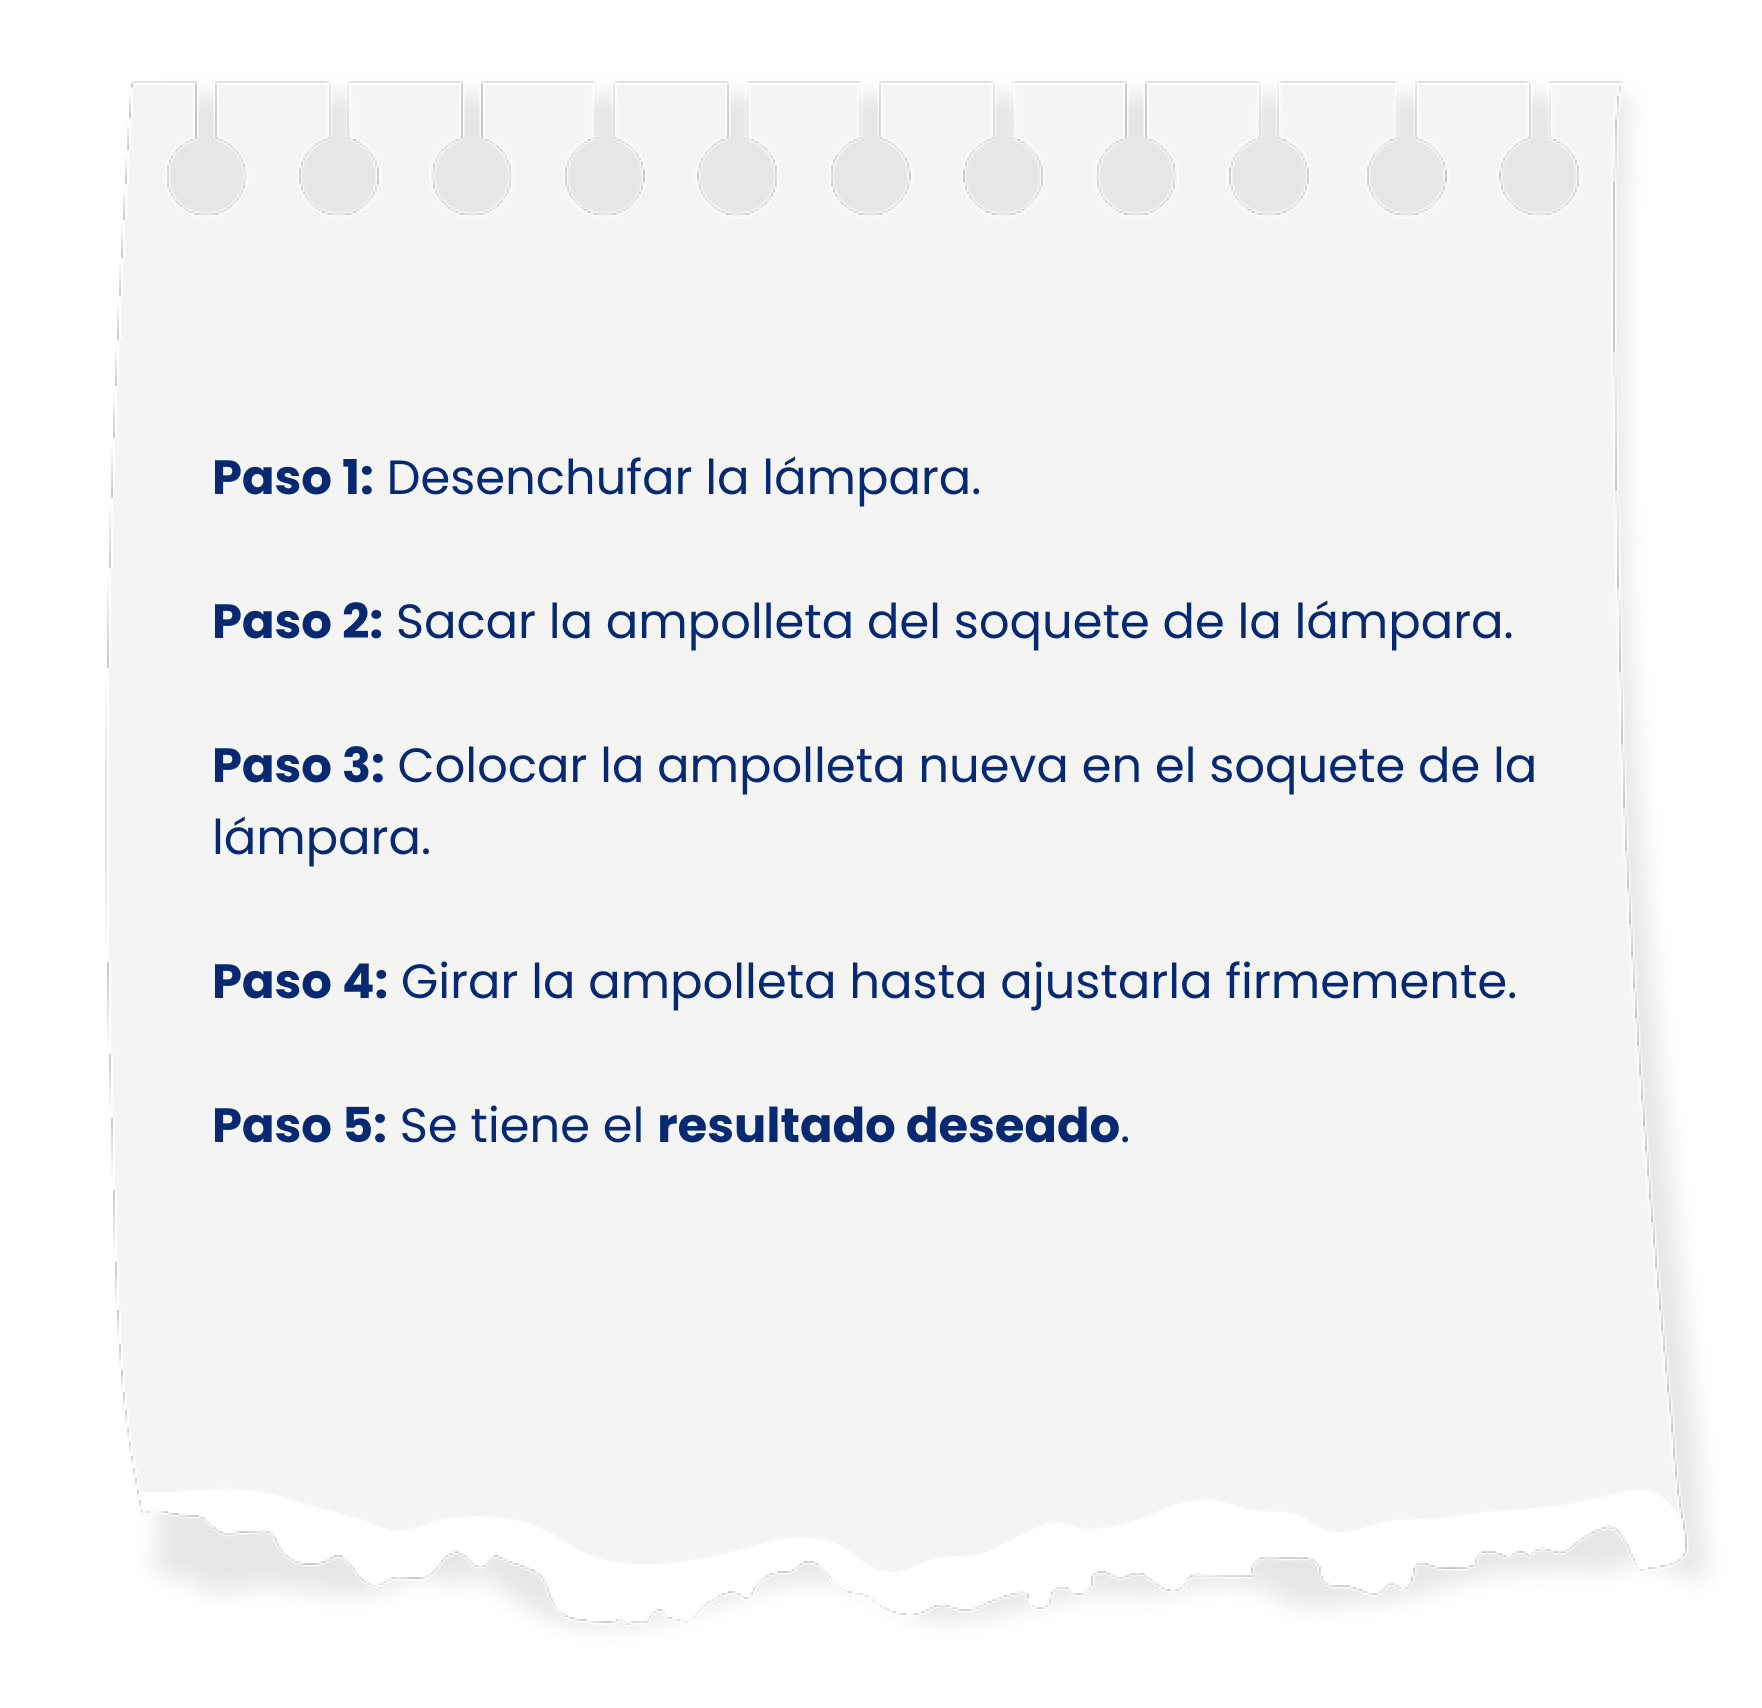 Paso 1: Desenchufar la lámpara.
Paso 2: Sacar la ampolleta del soquete de la lámpara.
Paso 3: Colocar la ampolleta nueva en el soquete de la
lámpara.
Paso 4: Girar la ampolleta hasta ajustarla firmemente.
Paso 5: Se tiene el resultado deseado.